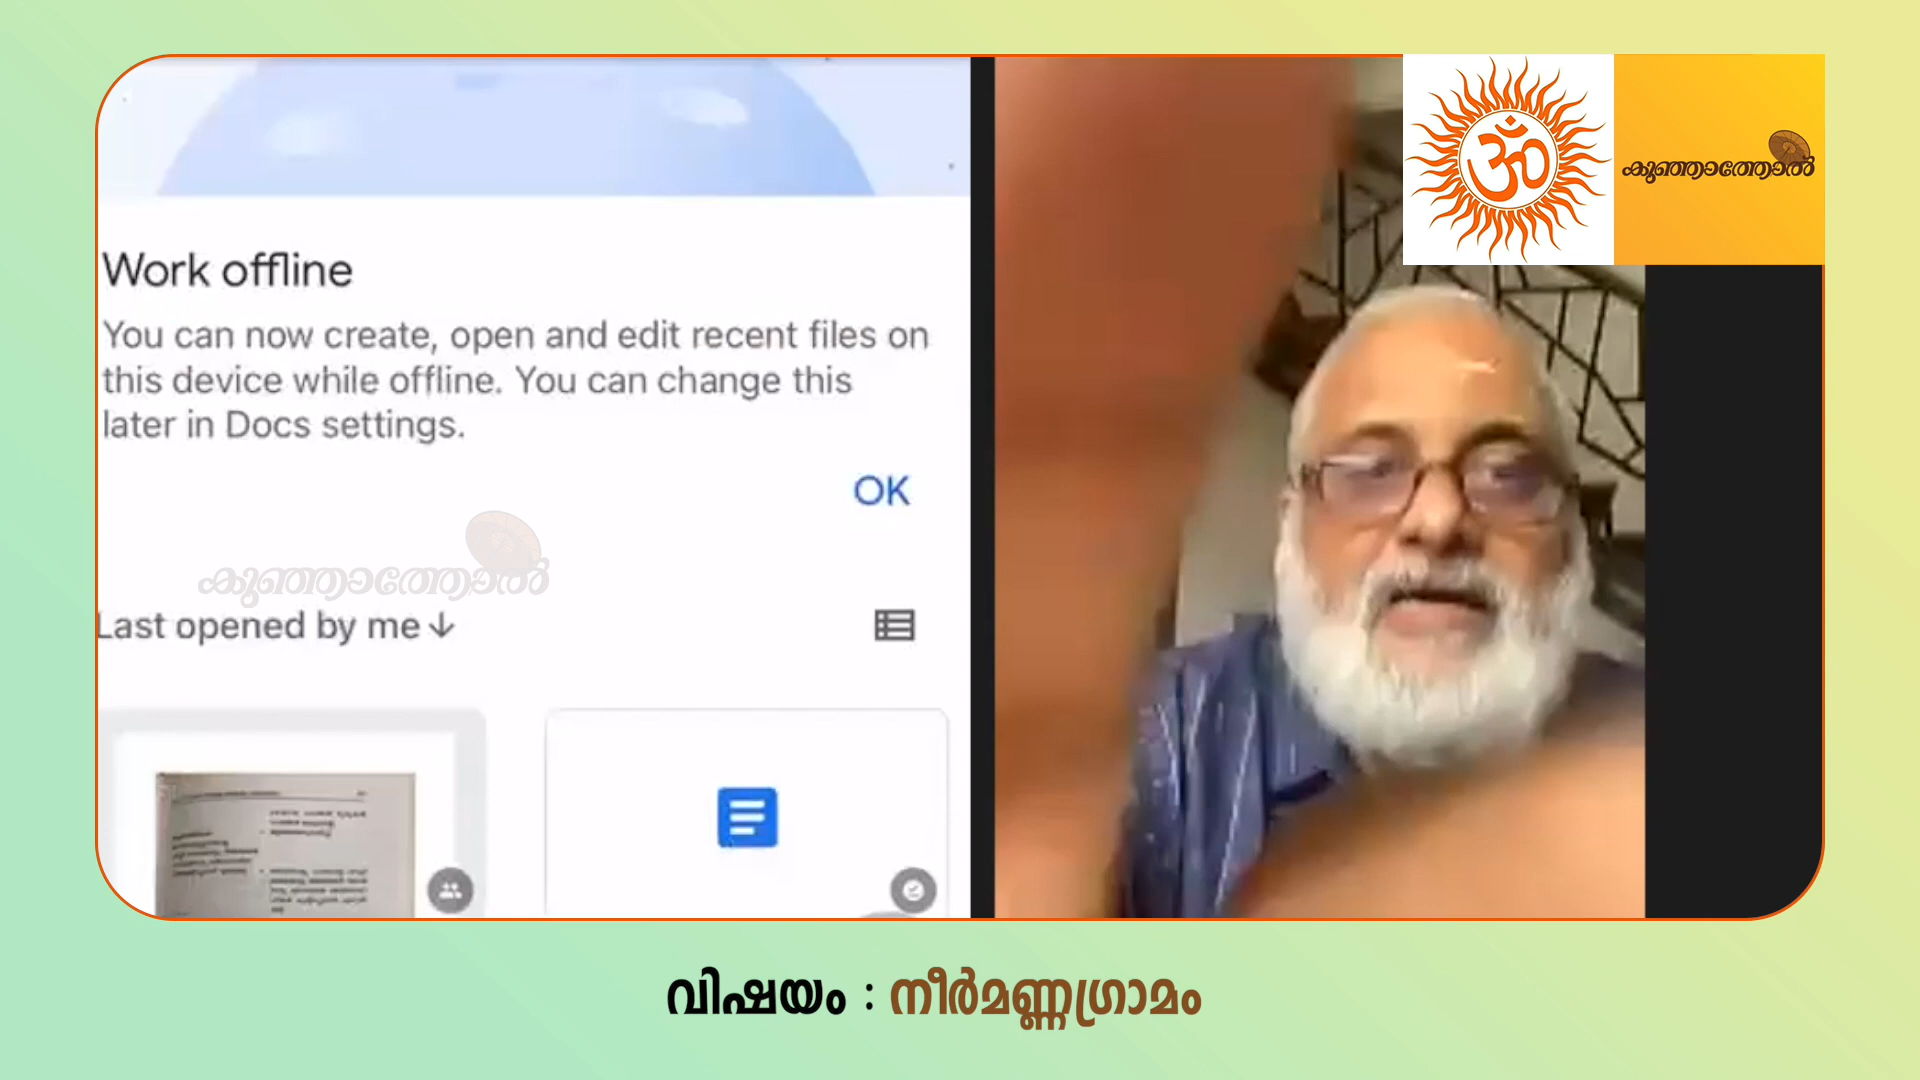 ॐ
കുഞ്ഞാത്തോൽ
Work offline
You can now create, open and edit recent files on
this device while offline. You can change this
later in Docs settings.
OK
കുഞ്ഞാത്തോൽ
Last opened by me
വിഷയം : നീർമണ്ണഗ്രാമം